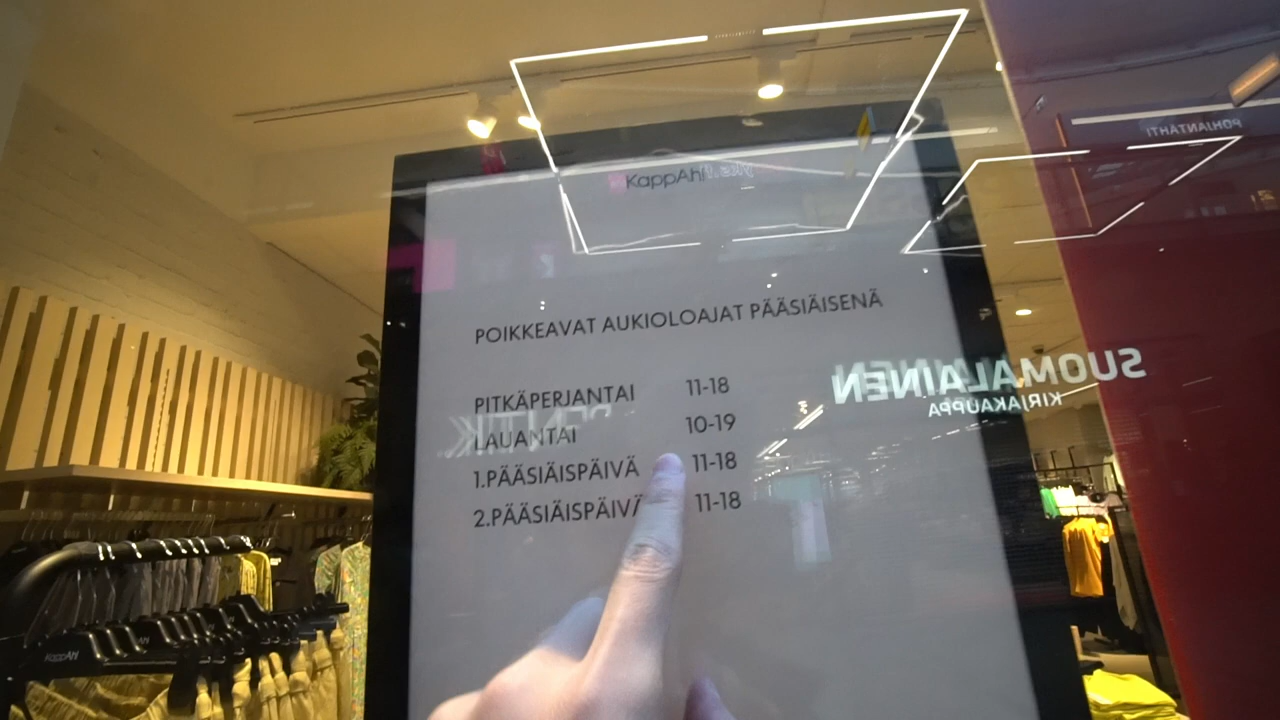 KappAhl
POIKKEAVAT AUKIOLOAJAT PÄÄSIÄISENÄ
PITKÄPERJANTAI 11-18
LAUANTAI 10-19
1.PÄÄSIÄISPÄIVÄ 11-18
2.PÄÄSIÄISPÄIVÄ 11-18
POHJANTÄHTI
SUOMALAINEN
KIRJAKAUPPA
KappAhl